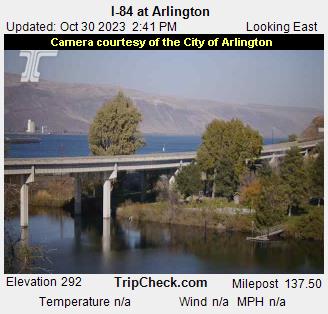 I-84 at Arlington
Updated: Oct 30 2023 2:41 PM Looking East
Camera courtesy of the City of Arlington
Elevation 292 TripCheck.com Milepost 137.50
Temperature n/a Wind n/a MPH n/a